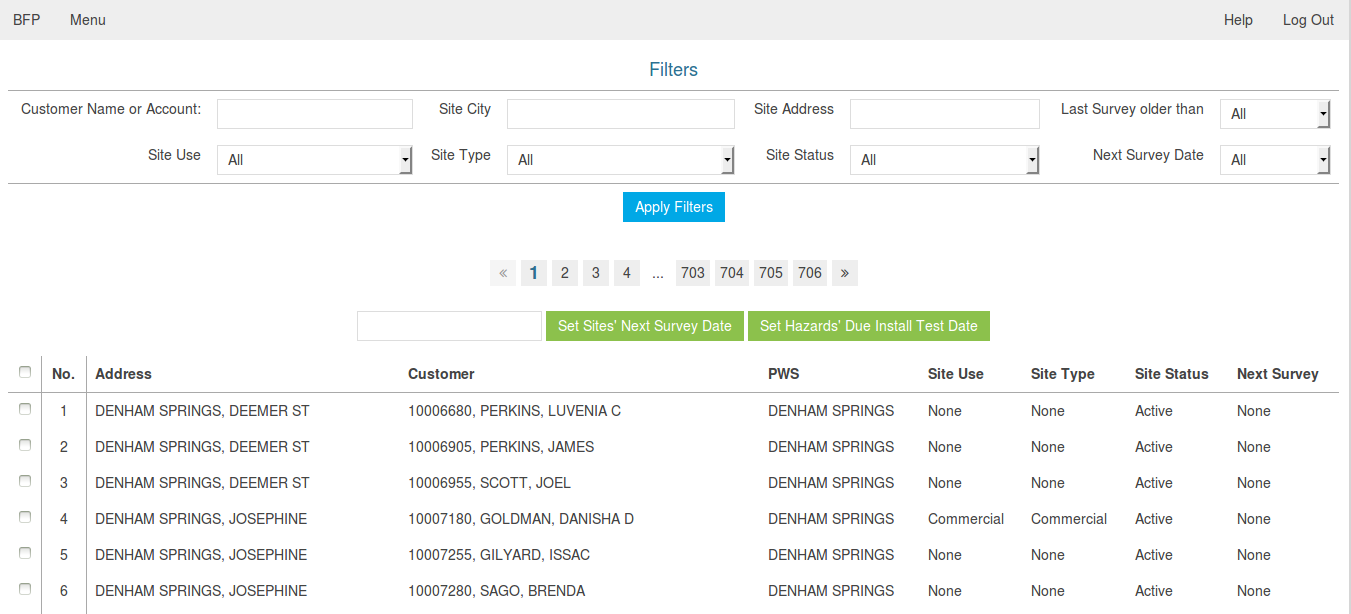 BFP Menu Help Log Out
Filters
Customer Name or Account: Site City Site Address Last Survey older than All
Site Use All Site Type All Site Status All Next Survey Date All
Apply Filters
« 1 2 3 4 ... 703 704 705 706 »
Set Sites' Next Survey Date Set Hazards' Due Install Test Date
No. Address Customer PWS Site Use Site Type Site Status Next Survey
1 DENHAM SPRINGS, DEEMER ST 10006680, PERKINS, LUVENIA C DENHAM SPRINGS None None Active None
2 DENHAM SPRINGS, DEEMER ST 10006905, PERKINS, JAMES DENHAM SPRINGS None None Active None
3 DENHAM SPRINGS, DEEMER ST 10006955, SCOTT, JOEL DENHAM SPRINGS None None Active None
4 DENHAM SPRINGS, JOSEPHINE 10007180, GOLDMAN, DANISHA D DENHAM SPRINGS Commercial Commercial Active None
5 DENHAM SPRINGS, JOSEPHINE 10007255, GILYARD, ISSAC DENHAM SPRINGS None None Active None
6 DENHAM SPRINGS, JOSEPHINE 10007280, SAGO, BRENDA DENHAM SPRINGS None None Active None